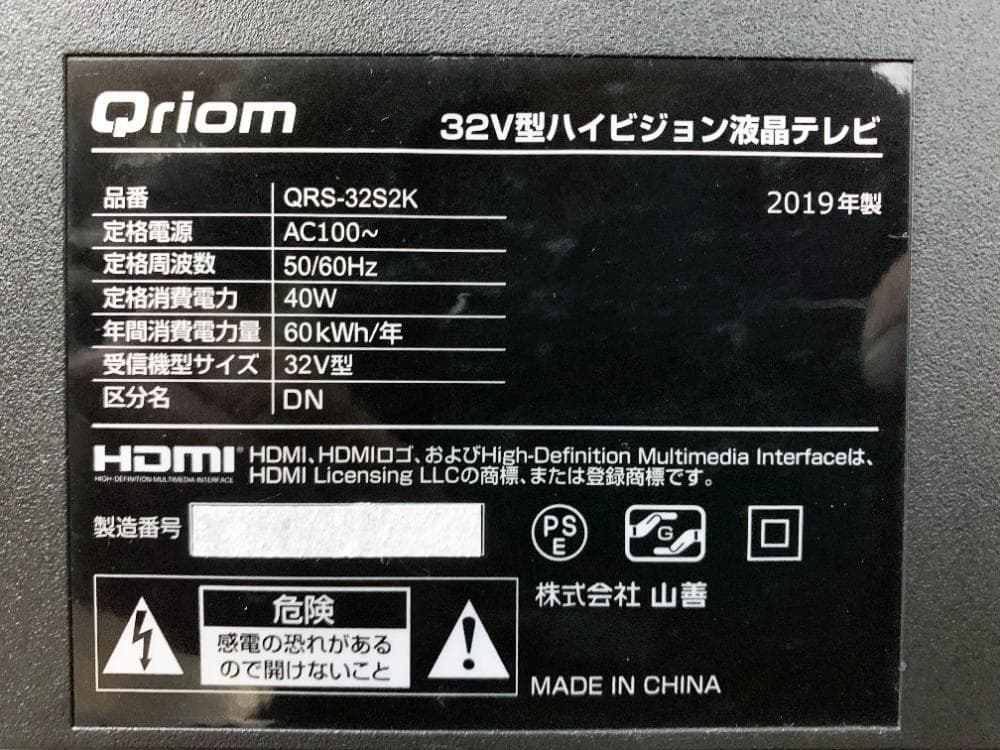 Qriom
32V型ハイビジョン液晶テレビ
2019年製
品番 QRS-32S2K
定格電源 AC100~
定格周波数 50/60Hz
定格消費電力 40W
年間消費電力量 60kWh/年
受信機型サイズ 32V型
区分名 DN
HDMI
HIGH-DEFINITION MULTIMEDIA INTERFACE
HDMI、HDMIロゴ、およびHigh-Definition Multimedia Interfaceは、
HDMI Licensing LLCの商標、または登録商標です。
製造番号
PS
E
G
株式会社 山善
危険
感電の恐れがある
ので開けないこと
MADE IN CHINA